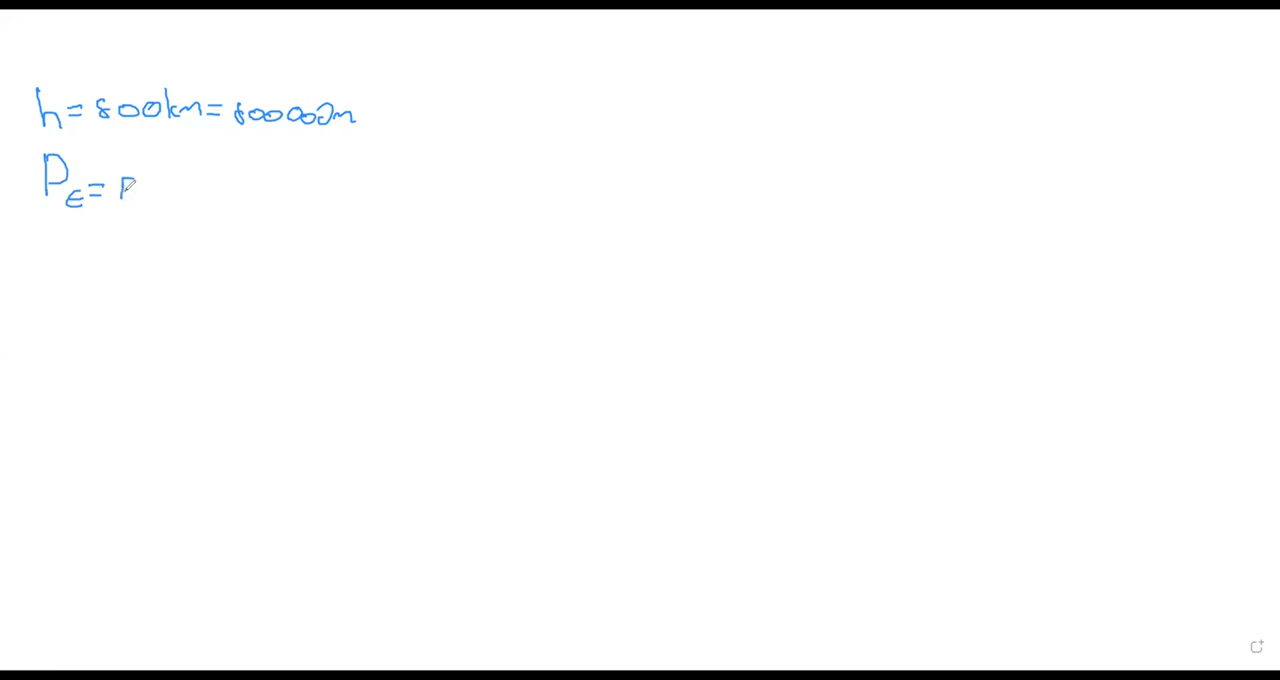 h = 800km = 800000m
P_E = P